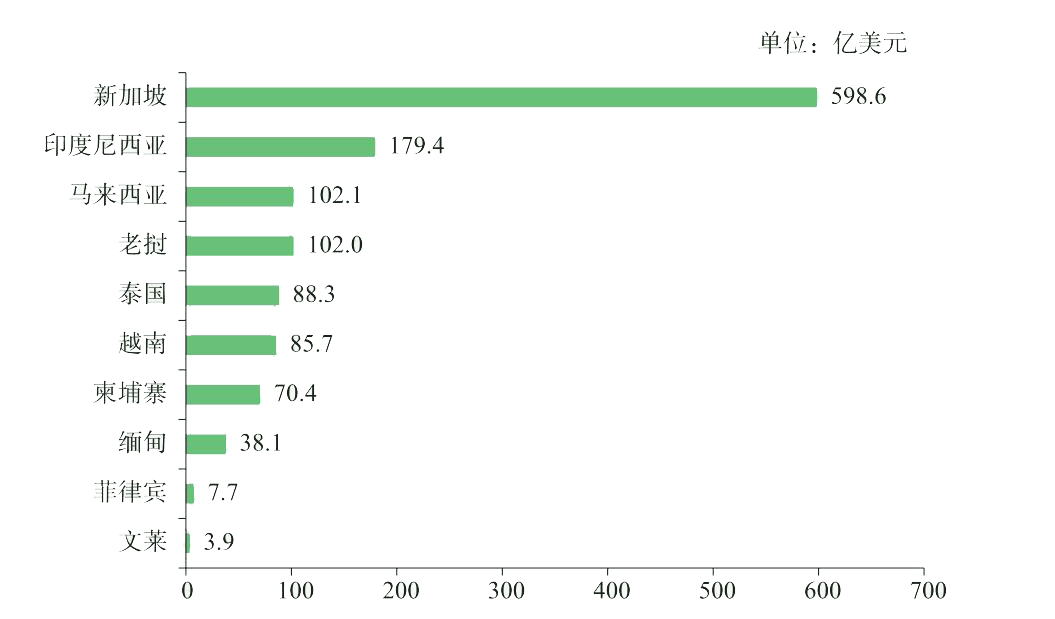 单位：亿美元
新加坡 598.6
印度尼西亚 179.4
马来西亚 102.1
老挝 102.0
泰国 88.3
越南 85.7
柬埔寨 70.4
缅甸 38.1
菲律宾 7.7
文莱 3.9
0 100 200 300 400 500 600 700